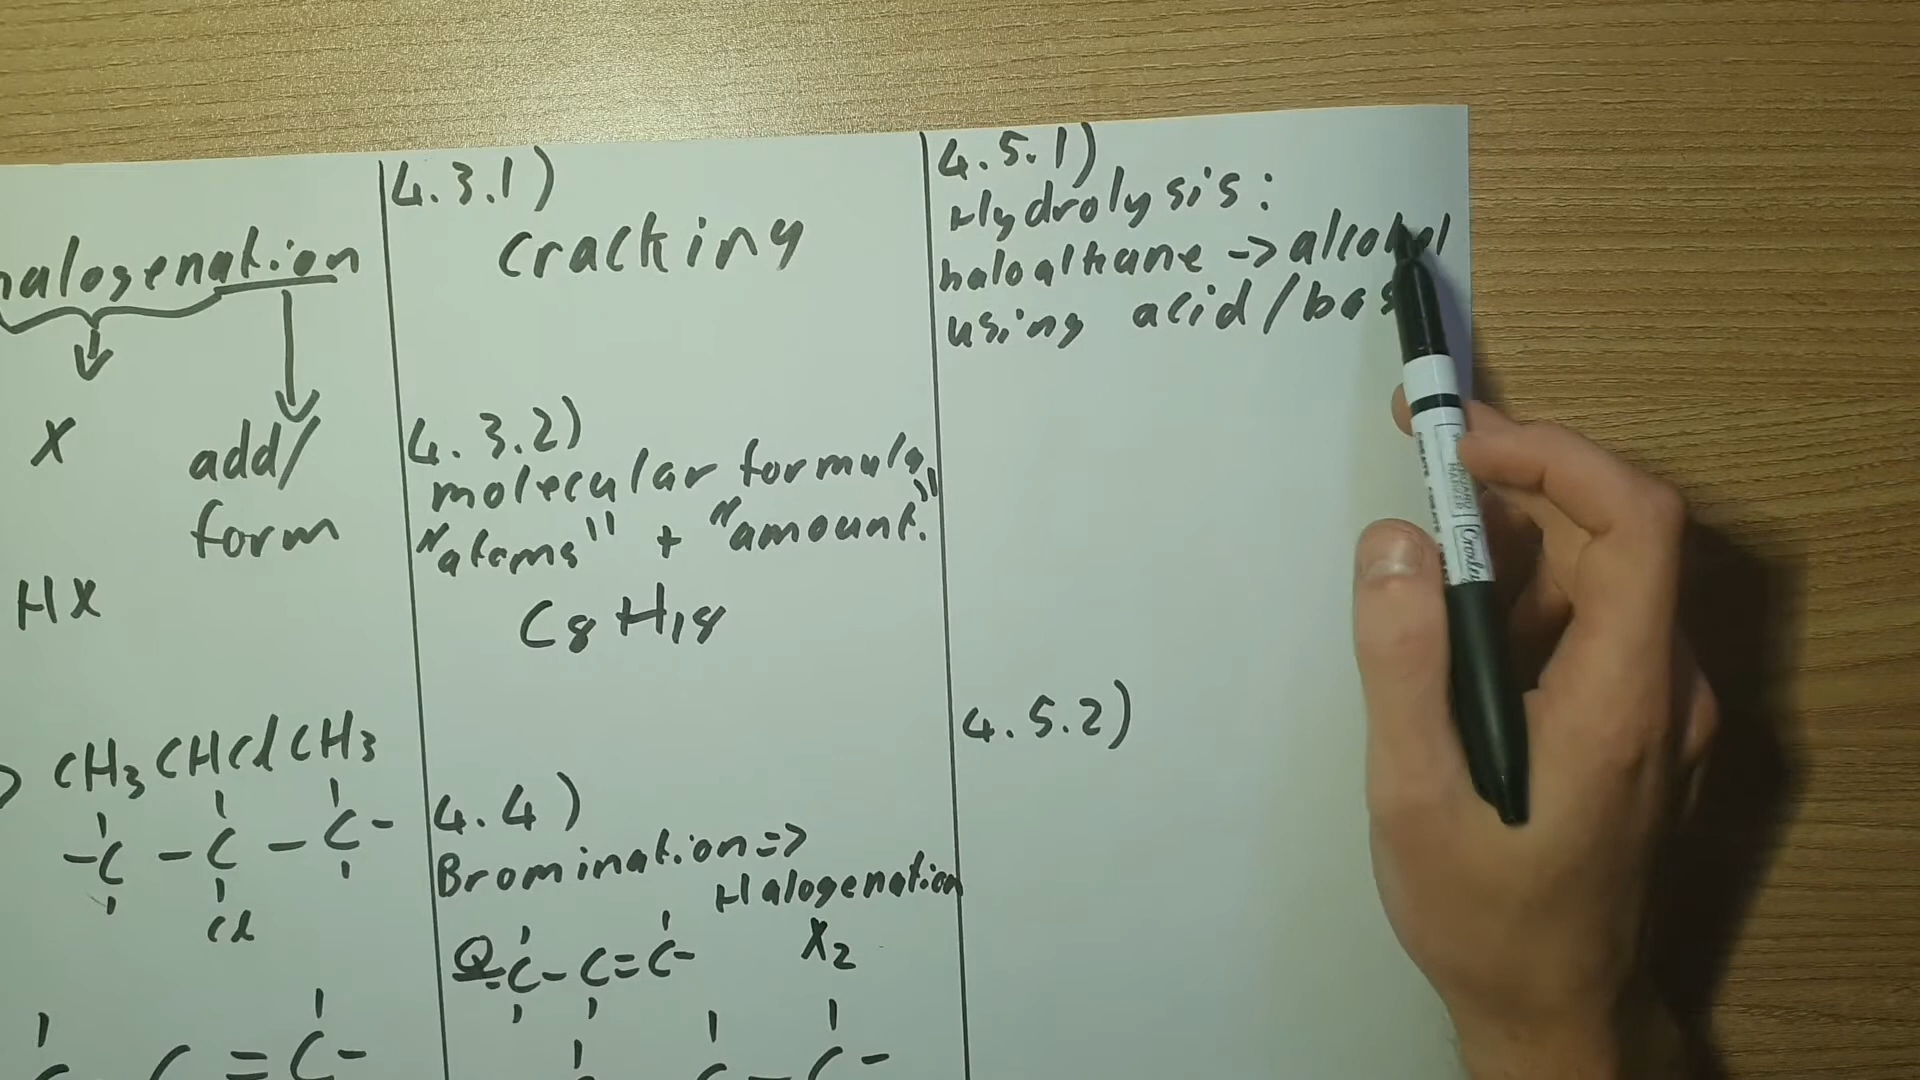 halogenation
X
add/
form
HX
CH3CHClCH3
C - C - C -
Cl
C = C -
4.3.1)
Cracking
4.3.2)
molecular formula
"atoms" + "amount."
C8H18
4.4)
Bromination =>
Halogenation
Q C - C = C -
X2
4.5.1)
Hydrolysis:
haloalkane -> alcohol
using acid/bas
4.5.2)